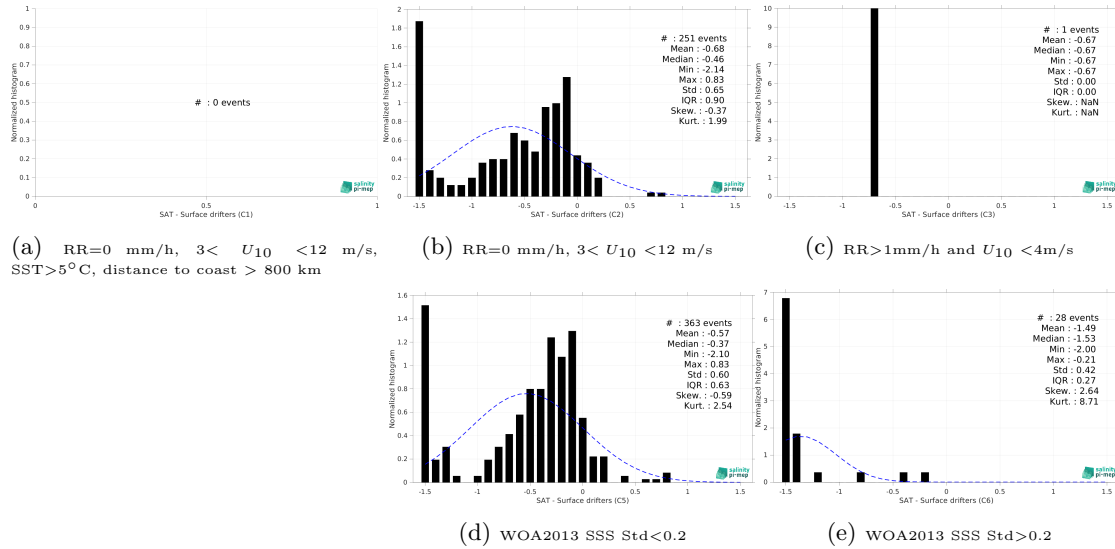 1
0.9
0.8
0.7
0.6
0.5
0.4
0.3
0.2
0.1
0
Normalized histogram
# : 0 events
salinity
pi-mep
0 0.5 1
SAT - Surface drifters (C1)
(a) RR=0 mm/h, 3< U10 <12 m/s,
SST>5°C, distance to coast > 800 km
2
1.8
1.6
1.4
1.2
1
0.8
0.6
0.4
0.2
0
Normalized histogram
# : 251 events
Mean : -0.68
Median : -0.46
Min : -2.14
Max : 0.83
Std : 0.65
IQR : 0.90
Skew. : -0.37
Kurt. : 1.99
salinity
pi-mep
-1.5 -1 -0.5 0 0.5 1 1.5
SAT - Surface drifters (C2)
(b) RR=0 mm/h, 3< U10 <12 m/s
10
9
8
7
6
5
4
3
2
1
0
Normalized histogram
# : 1 events
Mean : -0.67
Median : -0.67
Min : -0.67
Max : -0.67
Std : 0.00
IQR : 0.00
Skew. : NaN
Kurt. : NaN
salinity
pi-mep
-1.5 -1 -0.5 0 0.5 1 1.5
SAT - Surface drifters (C3)
(c) RR>1mm/h and U10 <4m/s
1.6
1.4
1.2
1
0.8
0.6
0.4
0.2
0
Normalized histogram
# : 363 events
Mean : -0.57
Median : -0.37
Min : -2.10
Max : 0.83
Std : 0.60
IQR : 0.63
Skew. : -0.59
Kurt. : 2.54
salinity
pi-mep
-1.5 -1 -0.5 0 0.5 1 1.5
SAT - Surface drifters (C5)
(d) WOA2013 SSS Std<0.2
7
6
5
4
3
2
1
0
Normalized histogram
# : 28 events
Mean : -1.49
Median : -1.53
Min : -2.00
Max : -0.21
Std : 0.42
IQR : 0.27
Skew. : 2.64
Kurt. : 8.71
salinity
pi-mep
-1.5 -1 -0.5 0 0.5 1 1.5
SAT - Surface drifters (C6)
(e) WOA2013 SSS Std>0.2